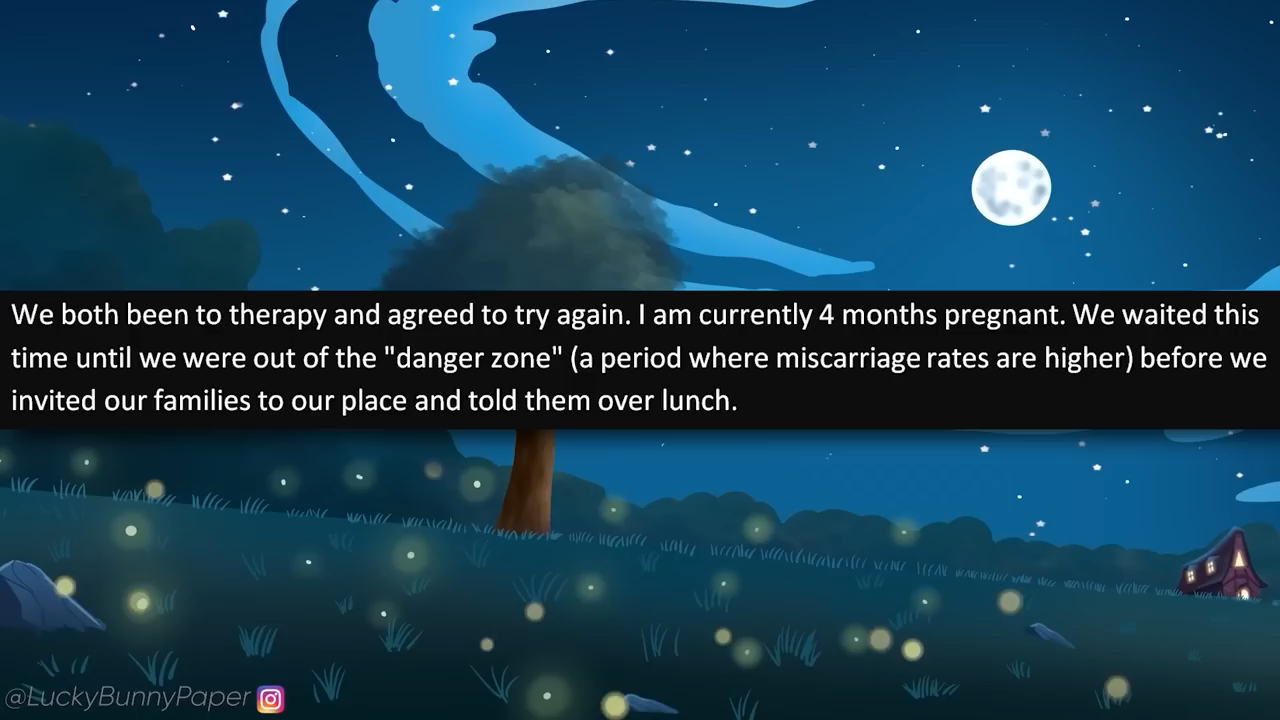 We both been to therapy and agreed to try again. I am currently 4 months pregnant. We waited this
time until we were out of the "danger zone" (a period where miscarriage rates are higher) before we
invited our families to our place and told them over lunch.
@LuckyBunnyPaper